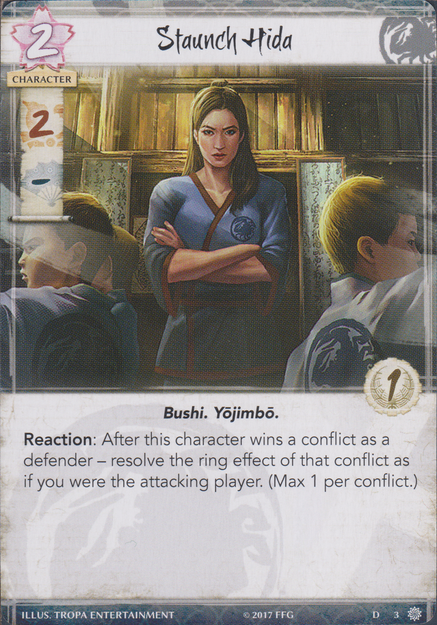 2
Staunch Hida
CHARACTER
2
–
1
Bushi. Yōjimbō.
Reaction: After this character wins a conflict as a
defender – resolve the ring effect of that conflict as
if you were the attacking player. (Max 1 per conflict.)
ILLUS. TROPA ENTERTAINMENT © 2017 FFG D 3